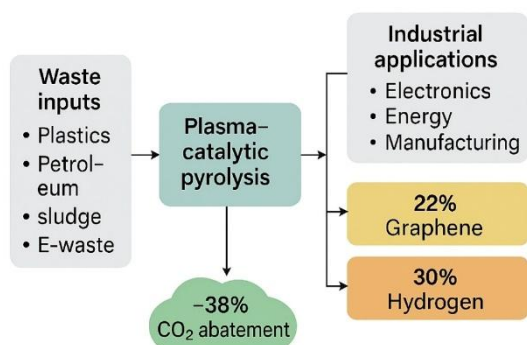 Waste
inputs
• Plastics
• Petrol-
eum
• sludge
• E-waste
Plasma–
catalytic
pyrolysis
–38%
CO₂ abatement
Industrial
applications
• Electronics
• Energy
• Manufacturing
22%
Graphene
30%
Hydrogen